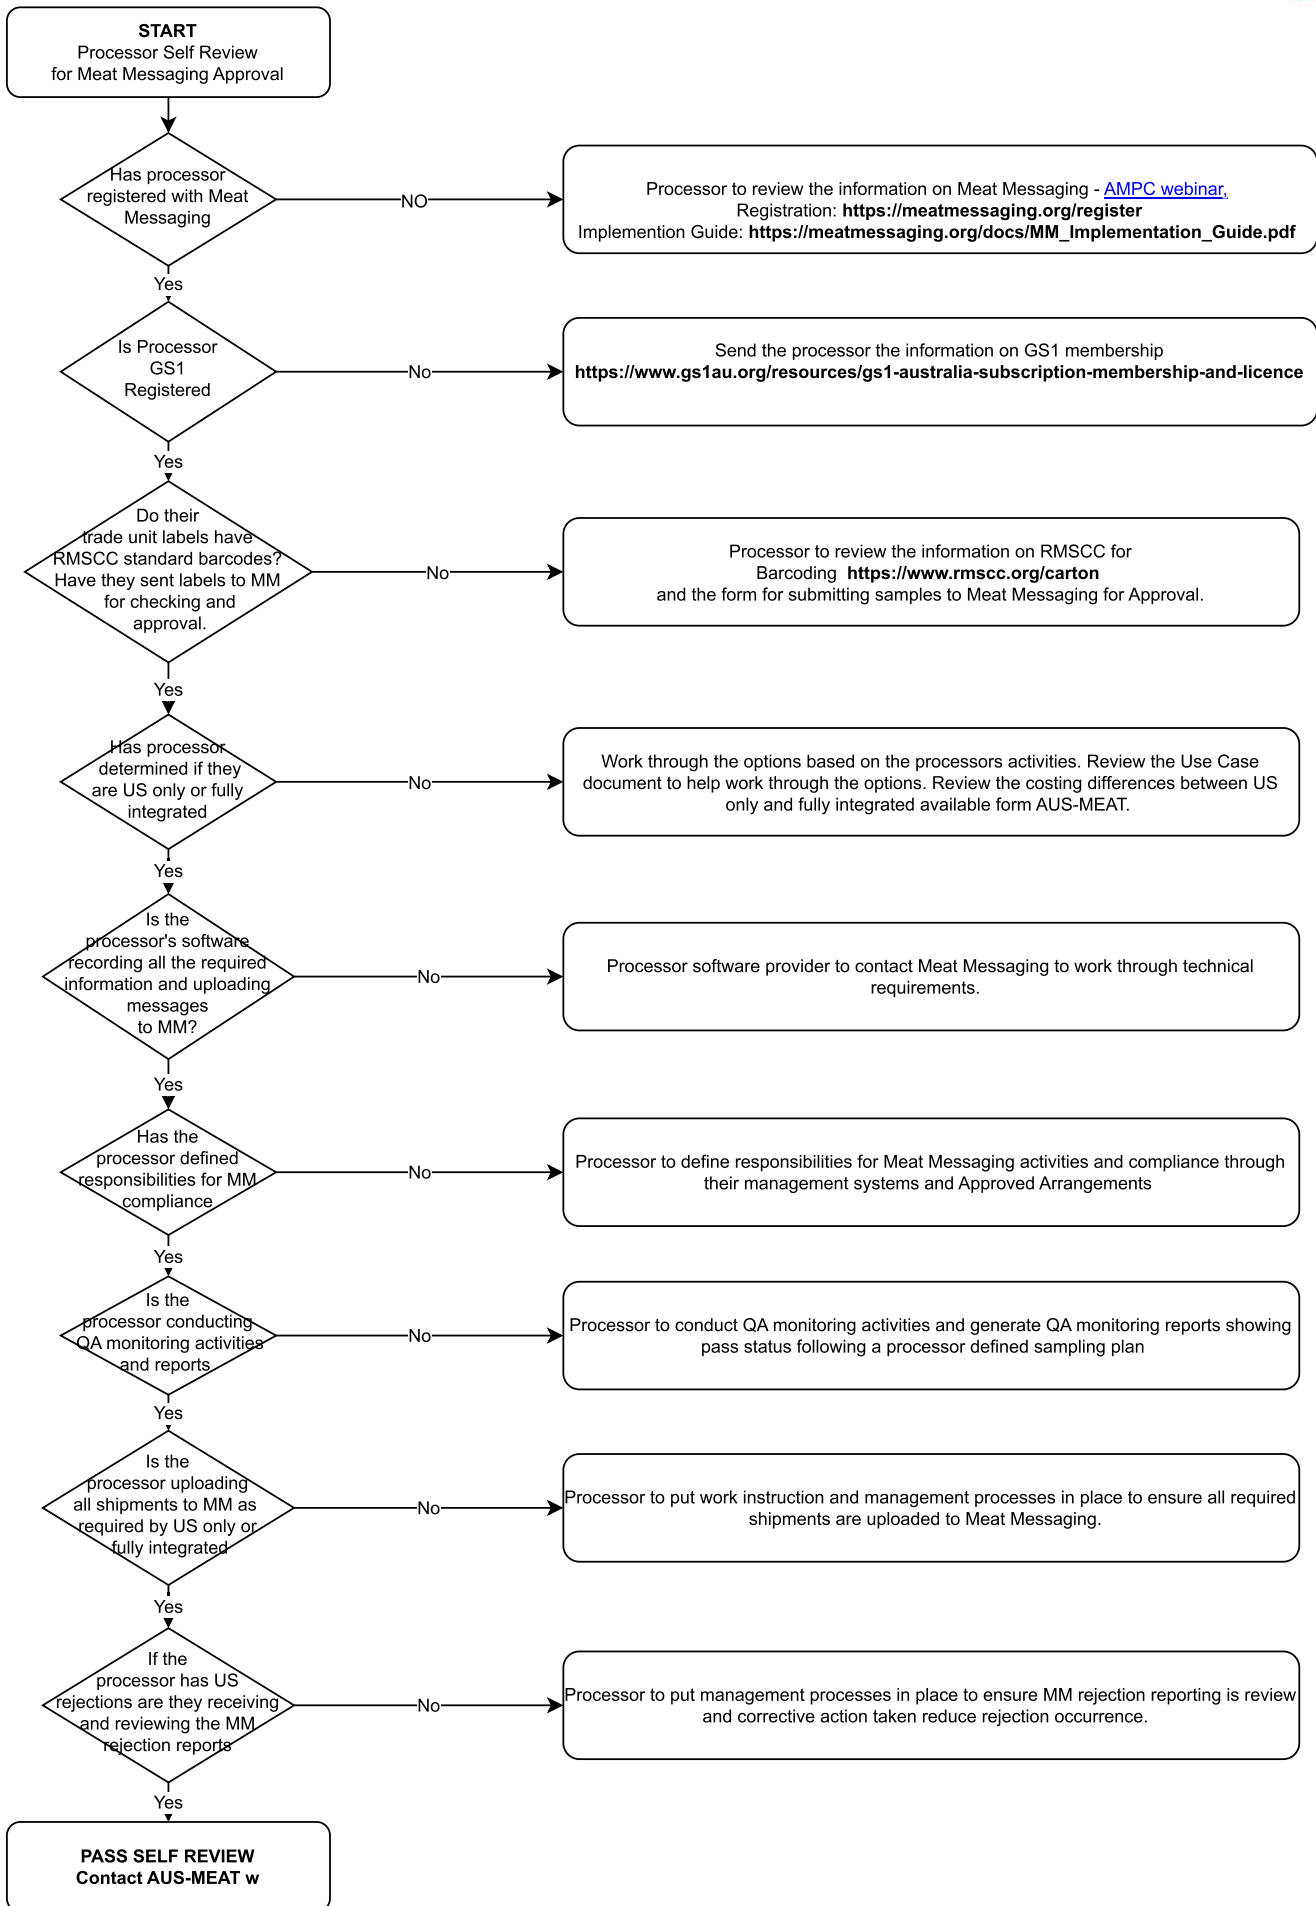 START
Processor Self Review
for Meat Messaging Approval
Has processor
registered with Meat
Messaging
NO
Processor to review the information on Meat Messaging - AMPC webinar,
Registration: https://meatmessaging.org/register
Implemention Guide: https://meatmessaging.org/docs/MM_Implementation_Guide.pdf
Yes
Is Processor
GS1
Registered
No
Send the processor the information on GS1 membership
https://www.gs1au.org/resources/gs1-australia-subscription-membership-and-licence
Yes
Do their
trade unit labels have
RMSCC standard barcodes?
Have they sent labels to MM
for checking and
approval.
No
Processor to review the information on RMSCC for
Barcoding https://www.rmscc.org/carton
and the form for submitting samples to Meat Messaging for Approval.
Yes
Has processor
determined if they
are US only or fully
integrated
No
Work through the options based on the processors activities. Review the Use Case
document to help work through the options. Review the costing differences between US
only and fully integrated available form AUS-MEAT.
Yes
Is the
processor's software
recording all the required
information and uploading
messages
to MM?
No
Processor software provider to contact Meat Messaging to work through technical
requirements.
Yes
Has the
processor defined
responsibilities for MM
compliance
No
Processor to define responsibilities for Meat Messaging activities and compliance through
their management systems and Approved Arrangements
Yes
Is the
processor conducting
QA monitoring activities
and reports
No
Processor to conduct QA monitoring activities and generate QA monitoring reports showing
pass status following a processor defined sampling plan
Yes
Is the
processor uploading
all shipments to MM as
required by US only or
fully integrated
No
Processor to put work instruction and management processes in place to ensure all required
shipments are uploaded to Meat Messaging.
Yes
If the
processor has US
rejections are they receiving
and reviewing the MM
rejection reports
No
Processor to put management processes in place to ensure MM rejection reporting is review
and corrective action taken reduce rejection occurrence.
Yes
PASS SELF REVIEW
Contact AUS-MEAT w